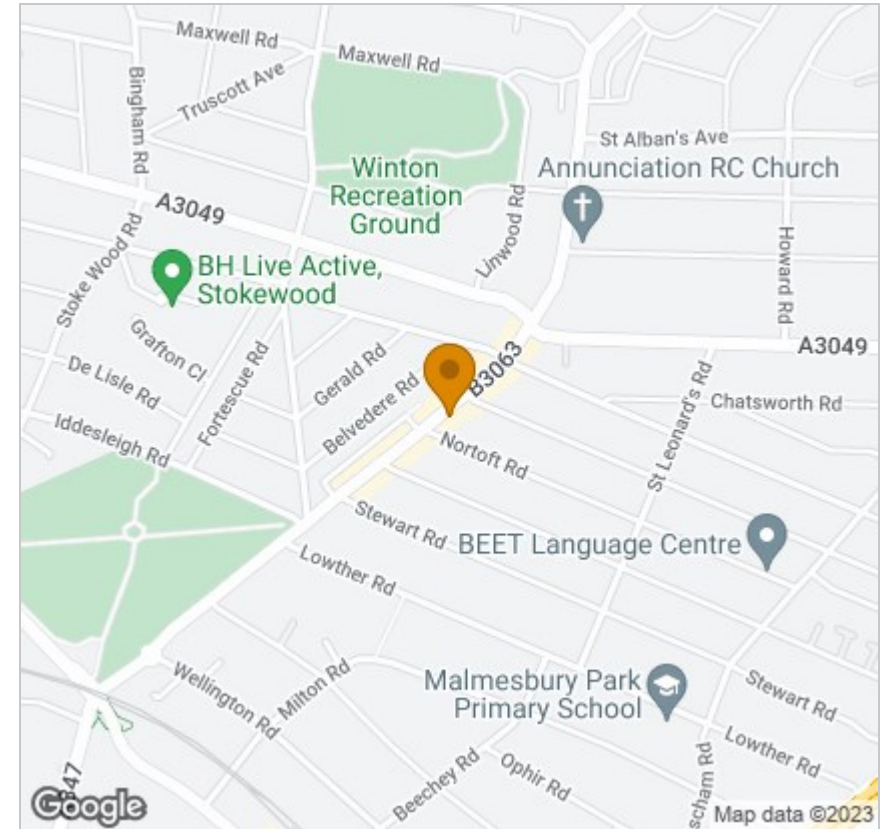 Maxwell Rd
Maxwell Rd
Truscott Ave
Bingham Rd
St Alban's Ave
Winton
Recreation
Ground
Annunciation RC Church
A3049
Linwood Rd
Howard Rd
Stoke Wood Rd
BH Live Active,
Stokewood
Grafton Cl
Fortescue Rd
Gerald Rd
Belvedere Rd
B3063
A3049
De Lisle Rd
Chatsworth Rd
St Leonard's Rd
Iddesleigh Rd
Nortoft Rd
Stewart Rd
BEET Language Centre
Lowther Rd
Wellington Rd
Milton Rd
Malmesbury Park
Primary School
Stewart Rd
Lowther Rd
Beechey Rd
Ophir Rd
scham Rd
347
Google
Map data ©2023